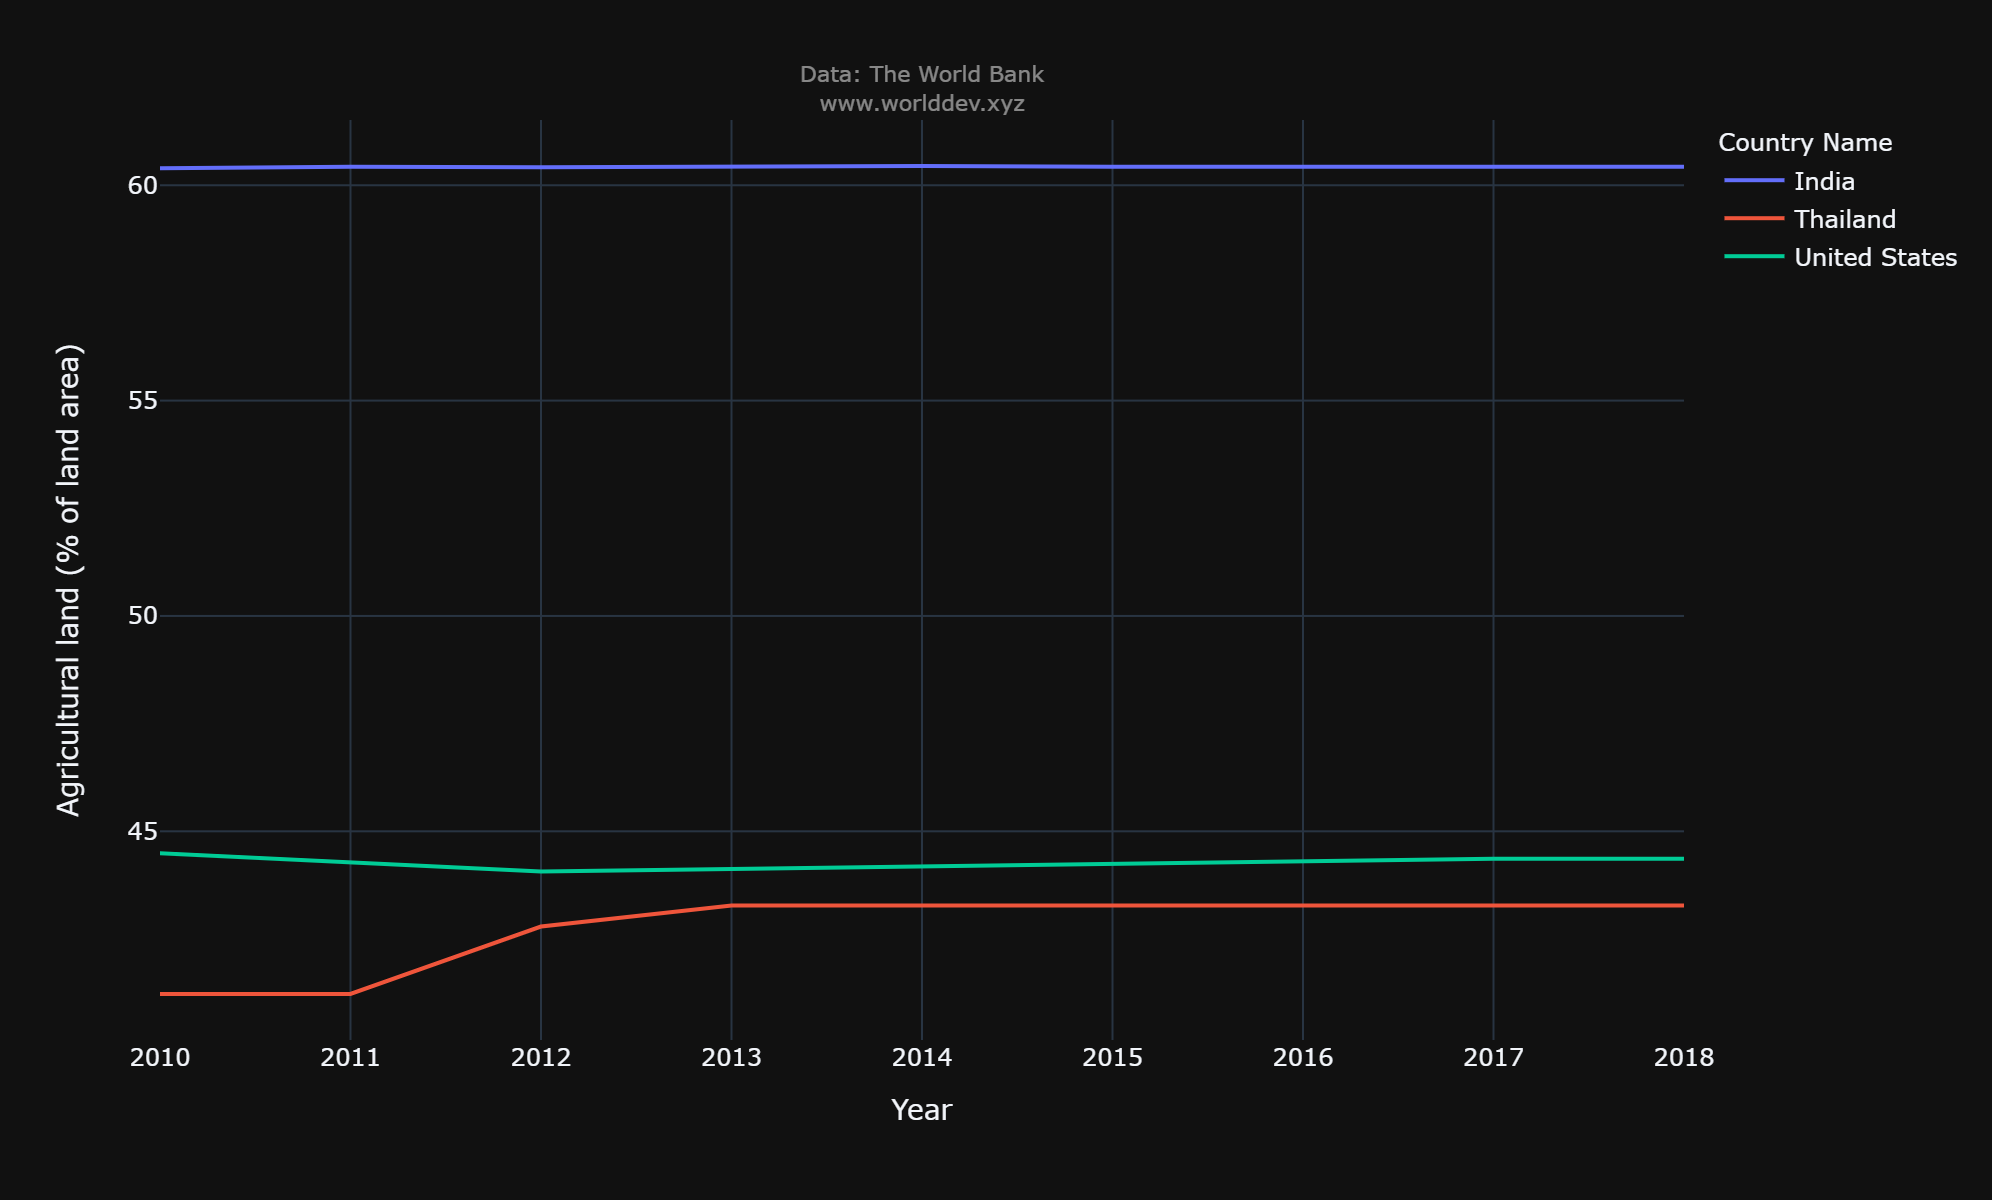 Data: The World Bank
www.worlddev.xyz
Country Name
India
Thailand
United States
Agricultural land (% of land area)
60
55
50
45
2010 2011 2012 2013 2014 2015 2016 2017 2018
Year